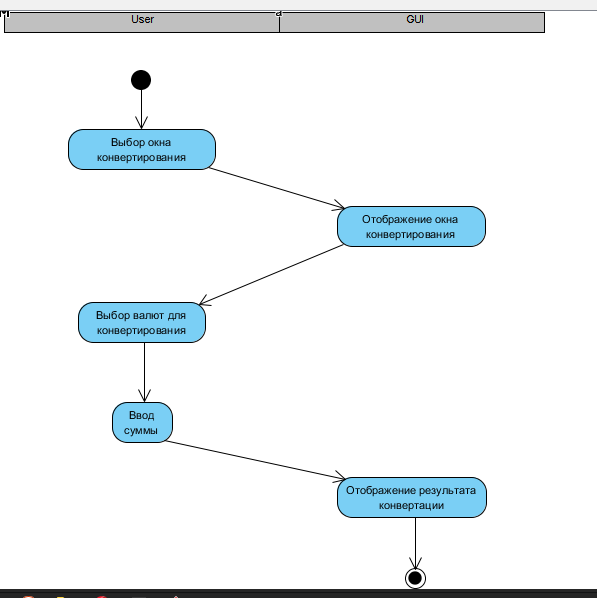 User
GUI
Выбор окна
конвертирования
Отображение окна
конвертирования
Выбор валют для
конвертирования
Ввод
суммы
Отображение результата
конвертации